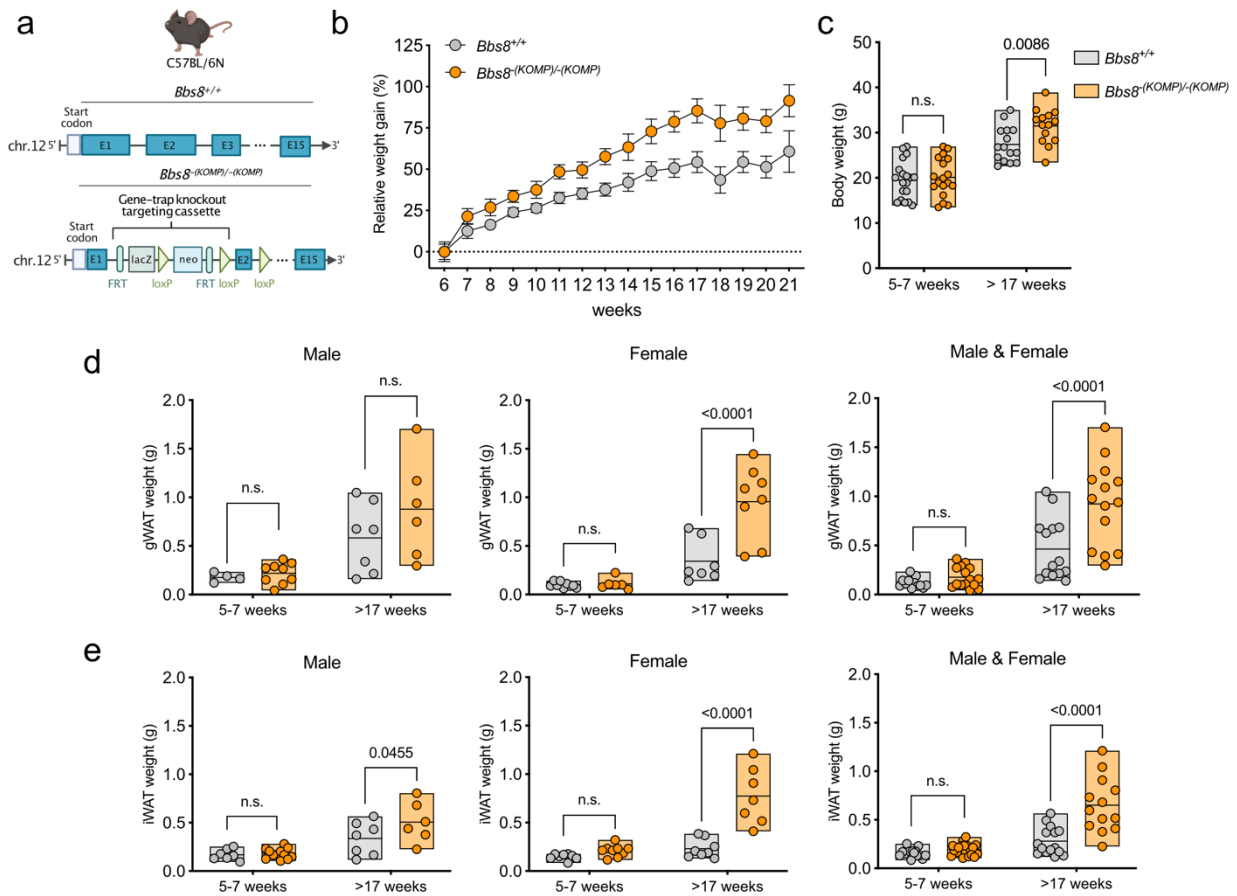 a
C57BL/6N
Bbs8+/+
Start
codon
chr.12 5' E1 E2 E3 ... E15 3'
Bbs8-(KOMP)/-(KOMP)
Gene-trap knockout
targeting cassette
Start
codon
chr.12 5' E1 lacZ neo E2 ... E15 3'
FRT loxP FRT loxP loxP
b
Bbs8+/+
Bbs8-(KOMP)/-(KOMP)
Relative weight gain (%)
125
100
75
50
25
0
6 7 8 9 10 11 12 13 14 15 16 17 18 19 20 21
weeks
c
Bbs8+/+
Bbs8-(KOMP)/-(KOMP)
0.0086
n.s.
Body weight (g)
50
40
30
20
10
0
5-7 weeks > 17 weeks
d
Male
n.s.
n.s.
gWAT weight (g)
2.0
1.5
1.0
0.5
0.0
5-7 weeks >17 weeks
Female
<0.0001
n.s.
gWAT weight (g)
2.0
1.5
1.0
0.5
0.0
5-7 weeks >17 weeks
Male & Female
<0.0001
n.s.
gWAT weight (g)
2.0
1.5
1.0
0.5
0.0
5-7 weeks >17 weeks
e
Male
0.0455
n.s.
iWAT weight (g)
2.0
1.5
1.0
0.5
0.0
5-7 weeks >17 weeks
Female
<0.0001
n.s.
iWAT weight (g)
2.0
1.5
1.0
0.5
0.0
5-7 weeks >17 weeks
Male & Female
<0.0001
n.s.
iWAT weight (g)
2.0
1.5
1.0
0.5
0.0
5-7 weeks >17 weeks